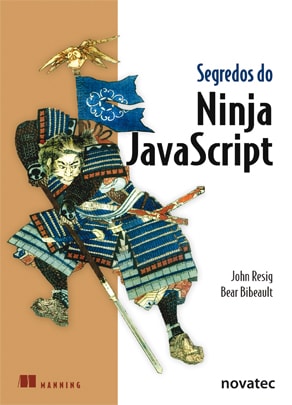 Segredos do
Ninja
JavaScript
John Resig
Bear Bibeault
MANNING
novatec